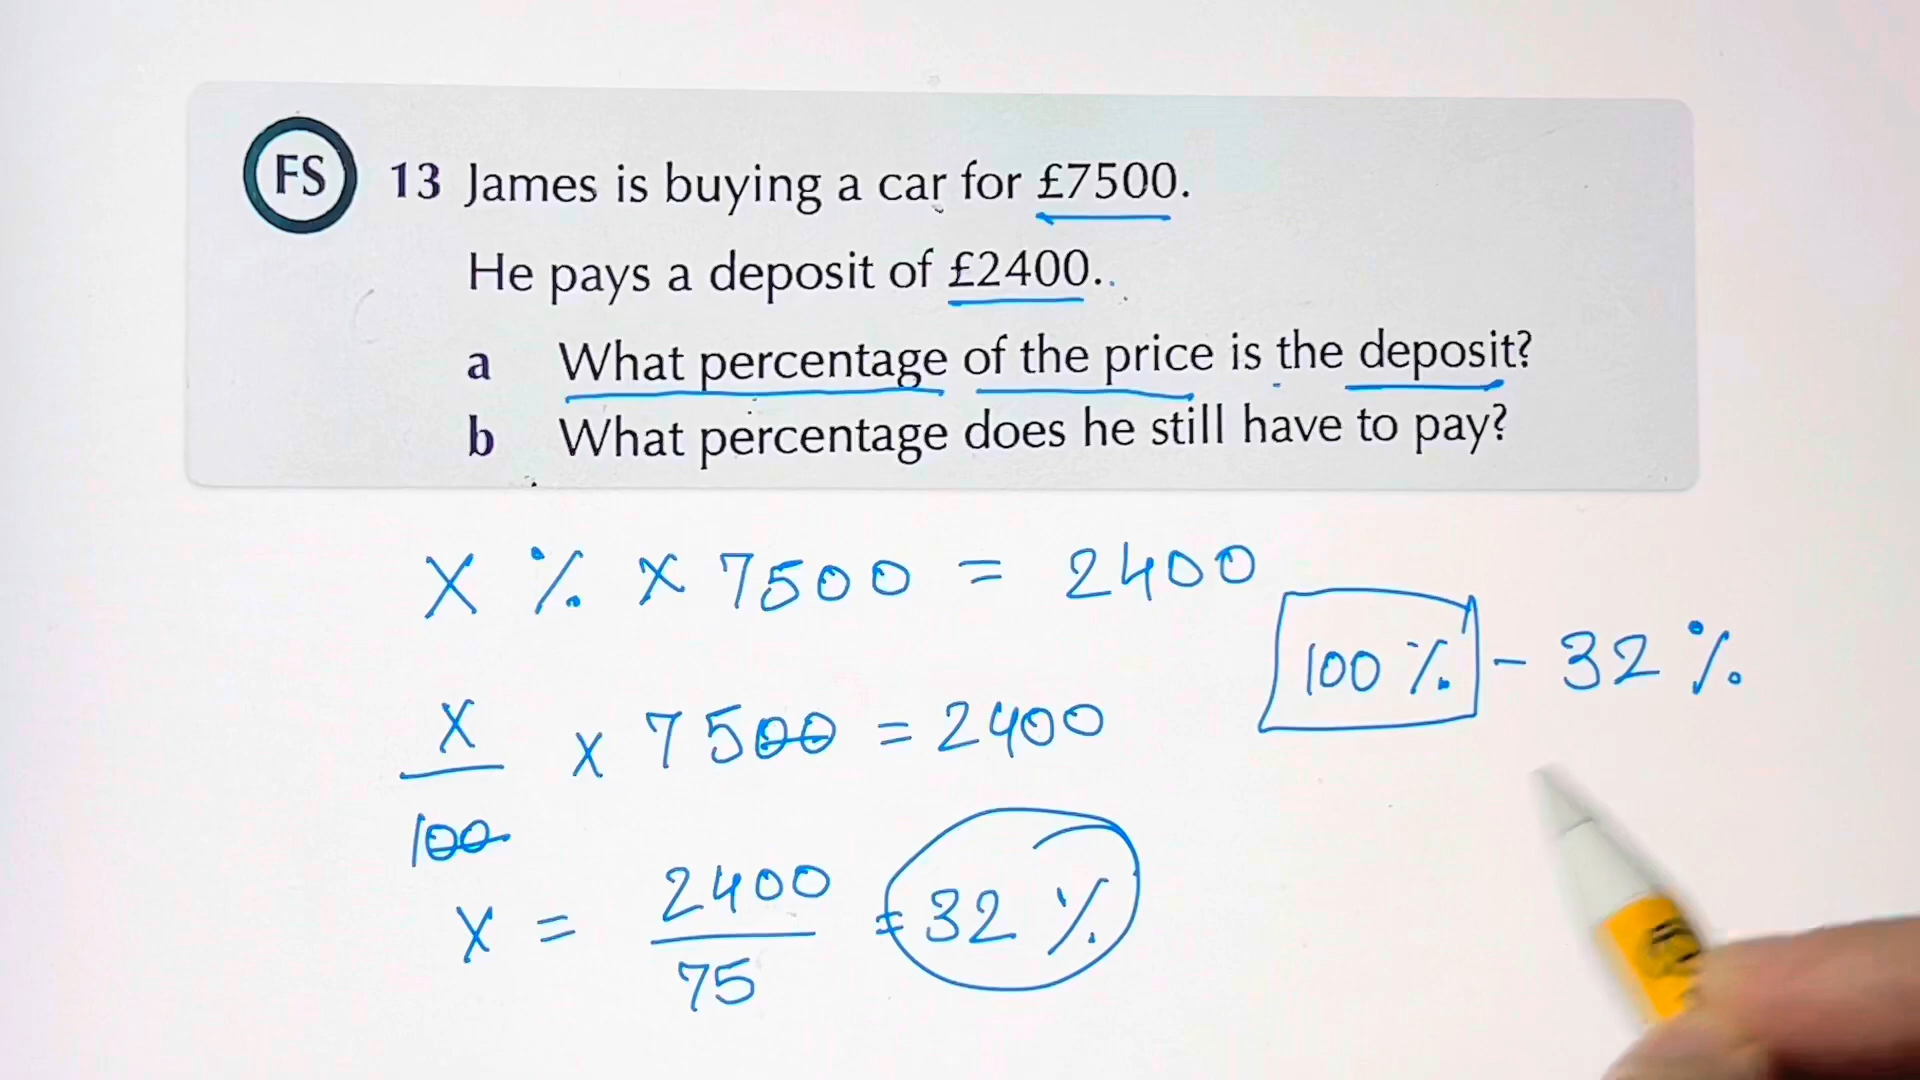 FS 13 James is buying a car for £7500.
He pays a deposit of £2400.
a What percentage of the price is the deposit?
b What percentage does he still have to pay?
x % × 7500 = 2400
100 % - 32 %
x
× 7500 = 2400
100
2400
x = = 32 %
75